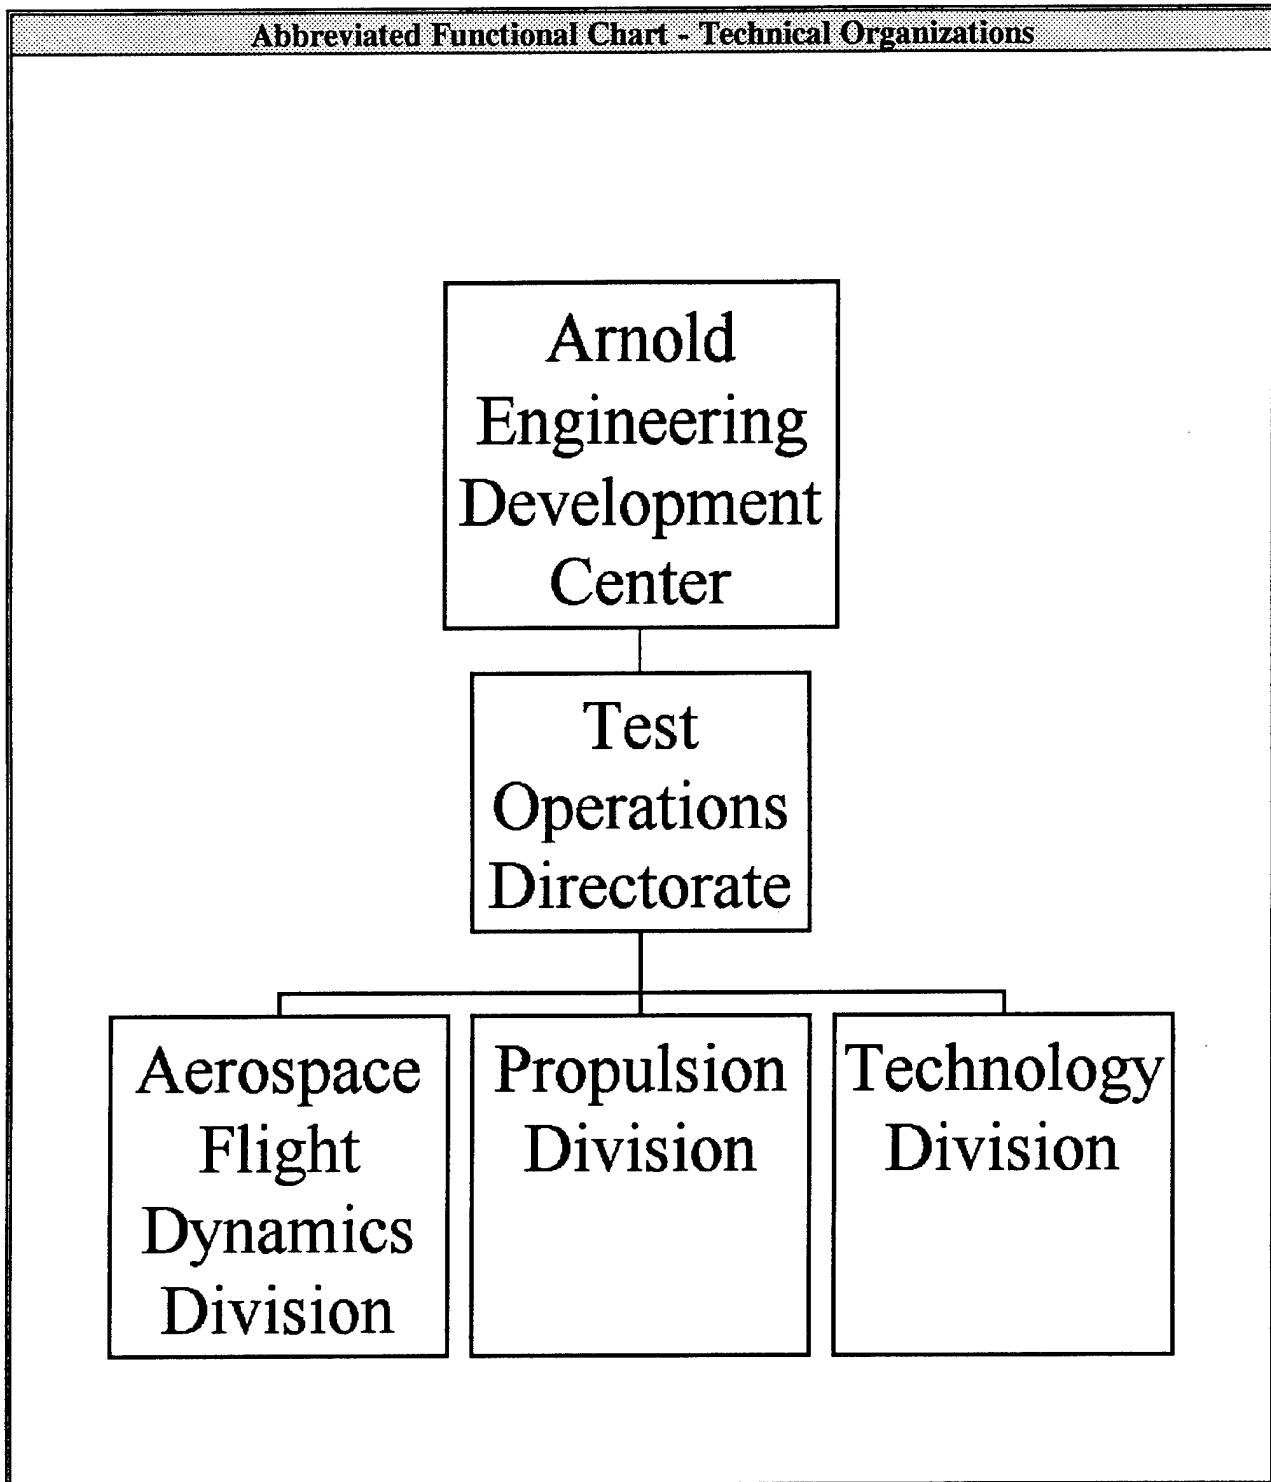 Abbreviated Functional Chart - Technical Organizations
Arnold
Engineering
Development
Center
Test
Operations
Directorate
Aerospace
Flight
Dynamics
Division
Propulsion
Division
Technology
Division